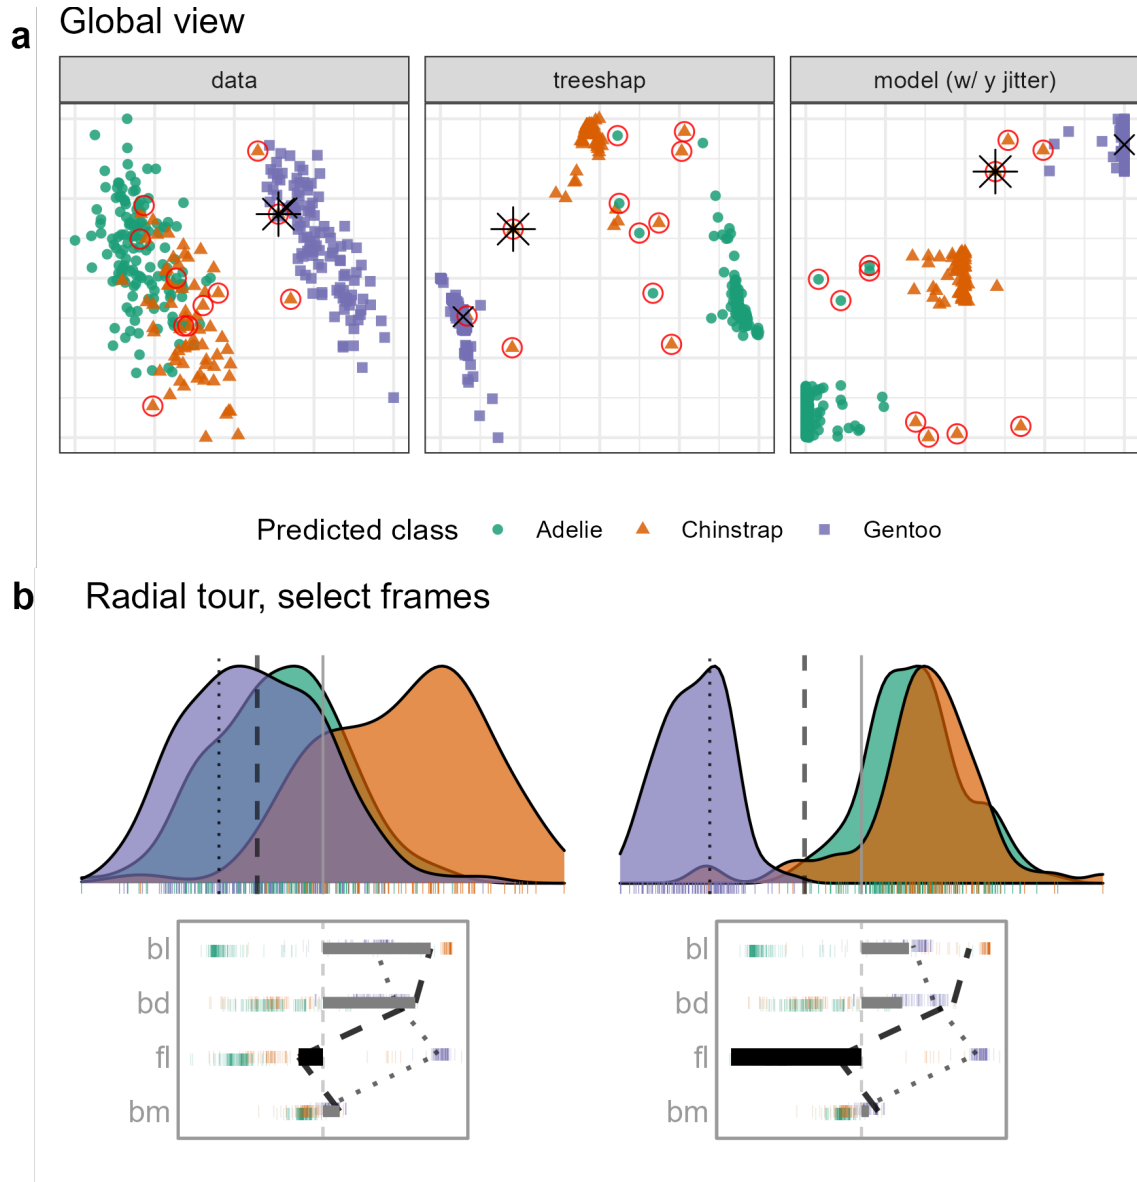 a
Global view
data
treeshap
model (w/ y jitter)
Predicted class Adelie Chinstrap Gentoo
b
Radial tour, select frames
bl
bd
fl
bm
bl
bd
fl
bm